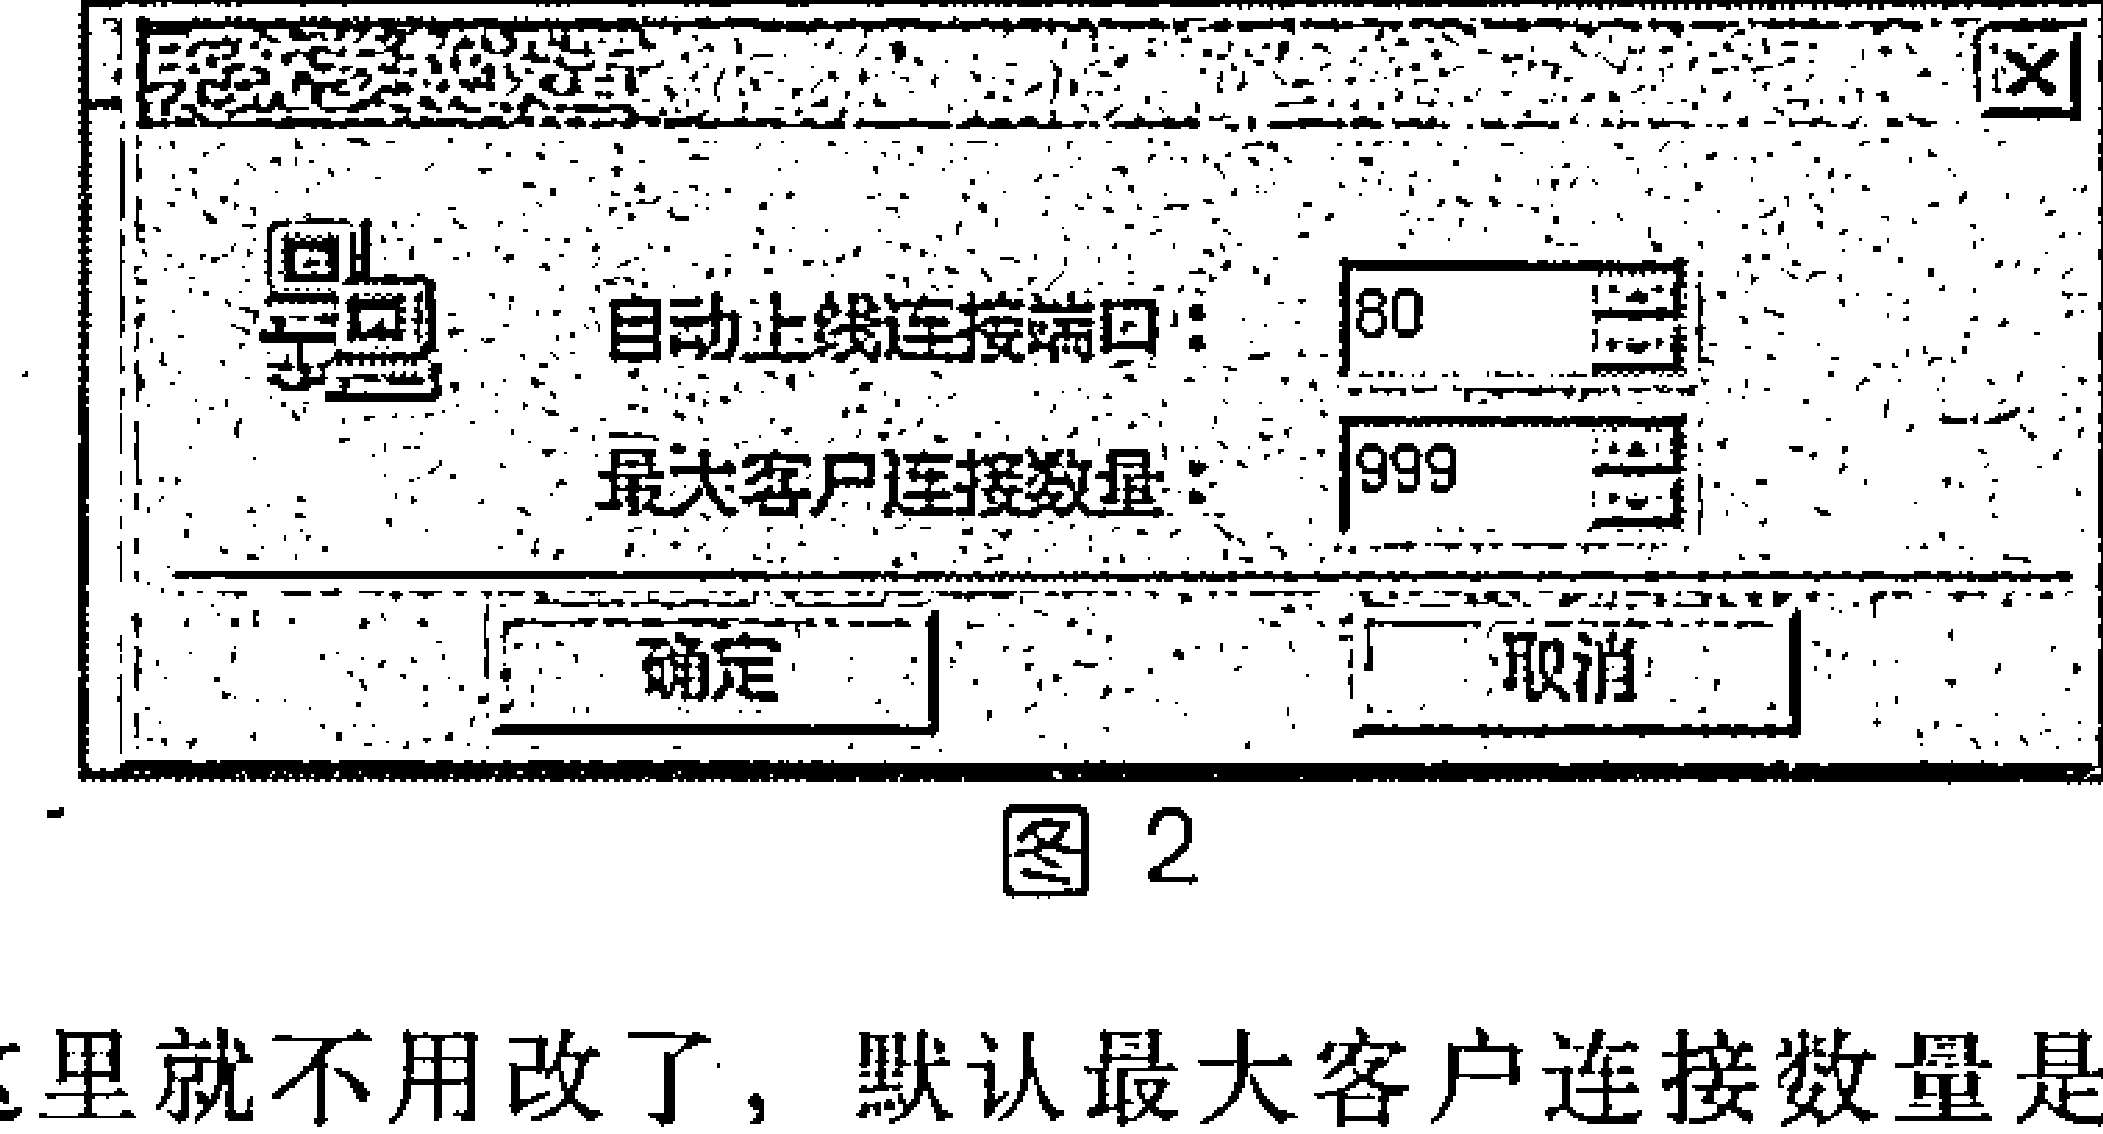 自动上线连接端口： 80
最大客户连接数量： 999
确定 取消
图 2
这里就不用改了，默认最大客户连接数量是